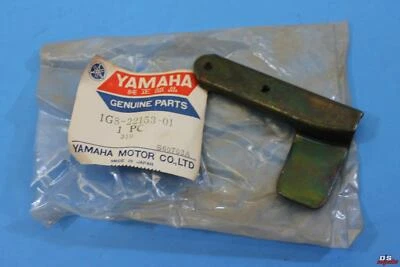 YAMAHA
GENUINE PARTS
1G8-22153-01
1 PC
YAMAHA MOTOR CO.,LTD
MADE IN JAPAN
DS